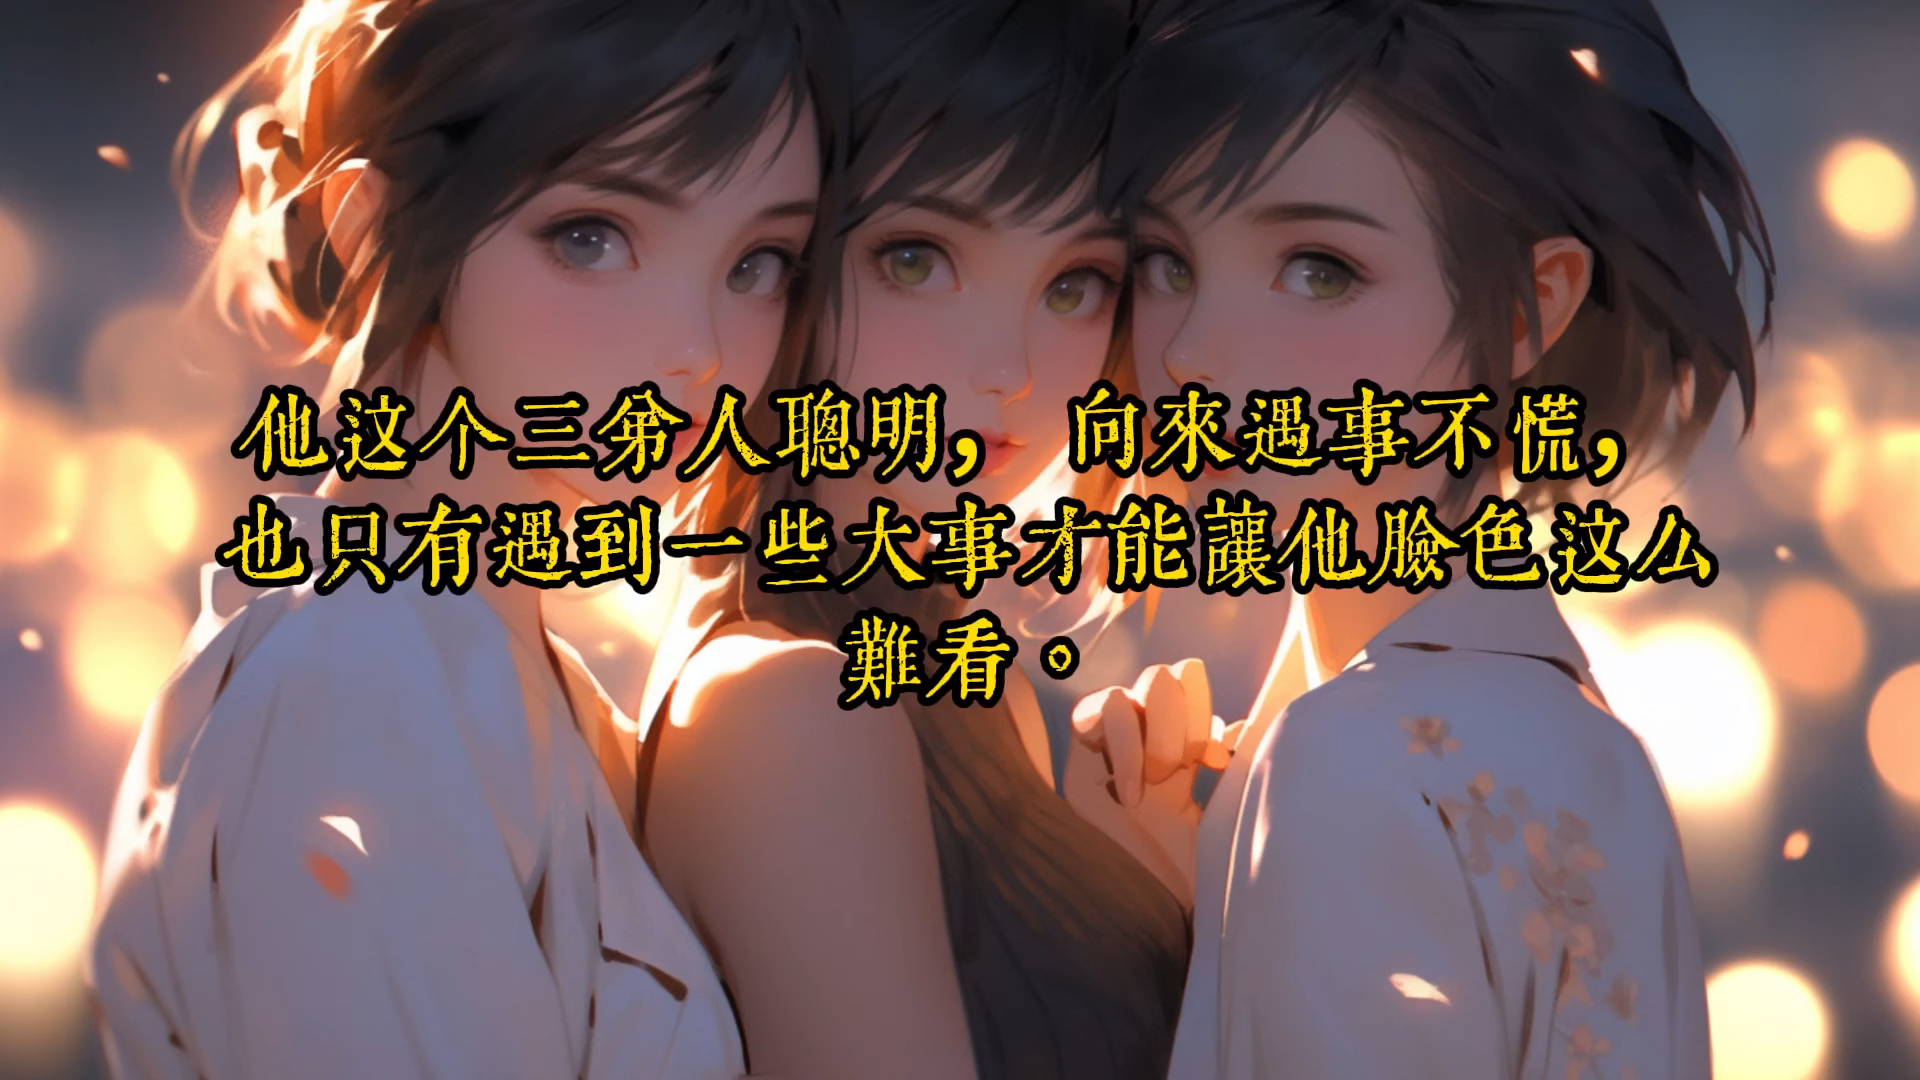 他这个三弟人聰明，向來遇事不慌，
也只有遇到一些大事才能讓他臉色这么
難看。